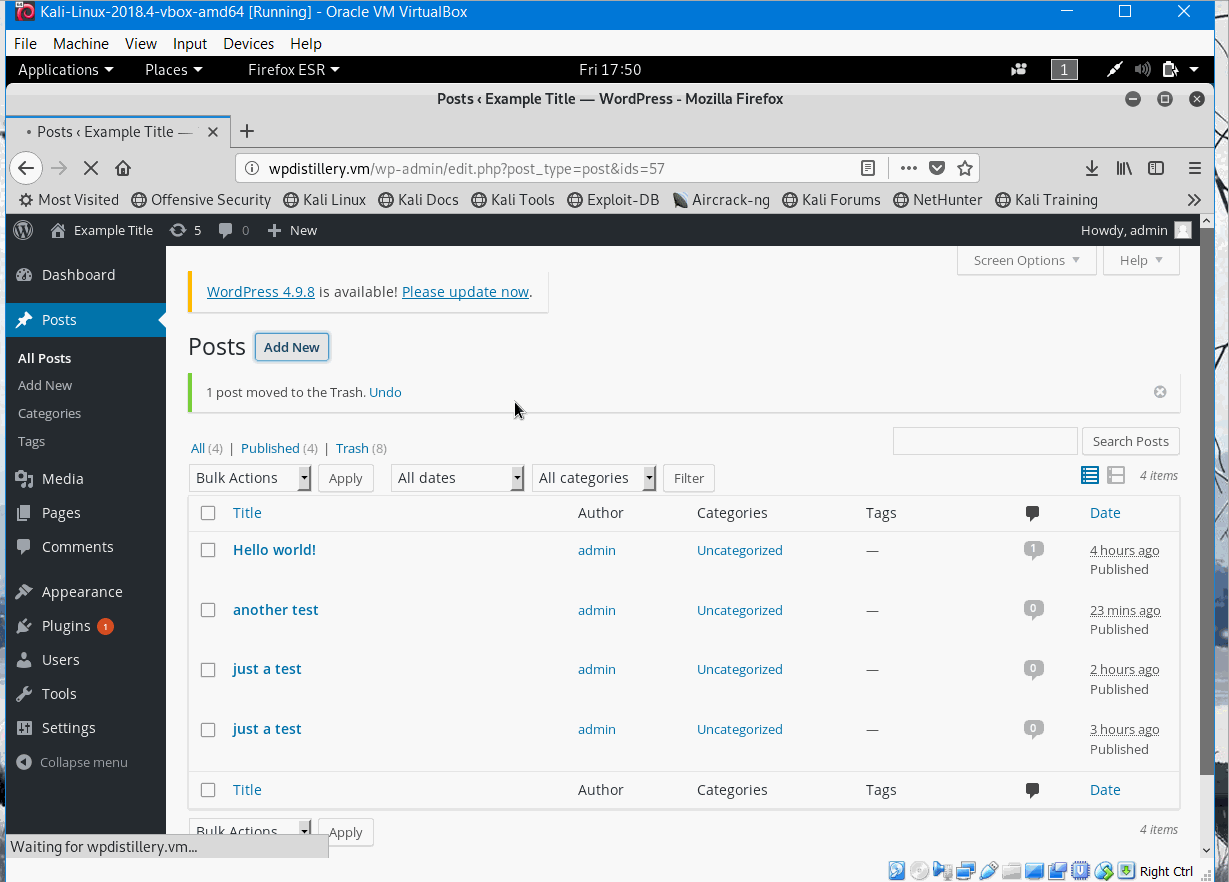 Kali-Linux-2018.4-vbox-amd64 [Running] - Oracle VM VirtualBox
File Machine View Input Devices Help
Applications Places Firefox ESR Fri 17:50 1
Posts ‹ Example Title — WordPress - Mozilla Firefox
Posts ‹ Example Title —
wpdistillery.vm/wp-admin/edit.php?post_type=post&ids=57
Most Visited Offensive Security Kali Linux Kali Docs Kali Tools Exploit-DB Aircrack-ng Kali Forums NetHunter Kali Training
Example Title 5 0 New Howdy, admin
Screen Options Help
Dashboard
Posts
All Posts
Add New
Categories
Tags
Media
Pages
Comments
Appearance
Plugins 1
Users
Tools
Settings
Collapse menu
WordPress 4.9.8 is available! Please update now.
Posts Add New
1 post moved to the Trash. Undo
All (4) | Published (4) | Trash (8)
Search Posts
Bulk Actions Apply All dates All categories Filter 4 items
Title Author Categories Tags Date
Hello world! admin Uncategorized — 1 4 hours ago
Published
another test admin Uncategorized — 0 23 mins ago
Published
just a test admin Uncategorized — 0 2 hours ago
Published
just a test admin Uncategorized — 0 3 hours ago
Published
Title Author Categories Tags Date
Bulk Actions Apply 4 items
Waiting for wpdistillery.vm...
Right Ctrl